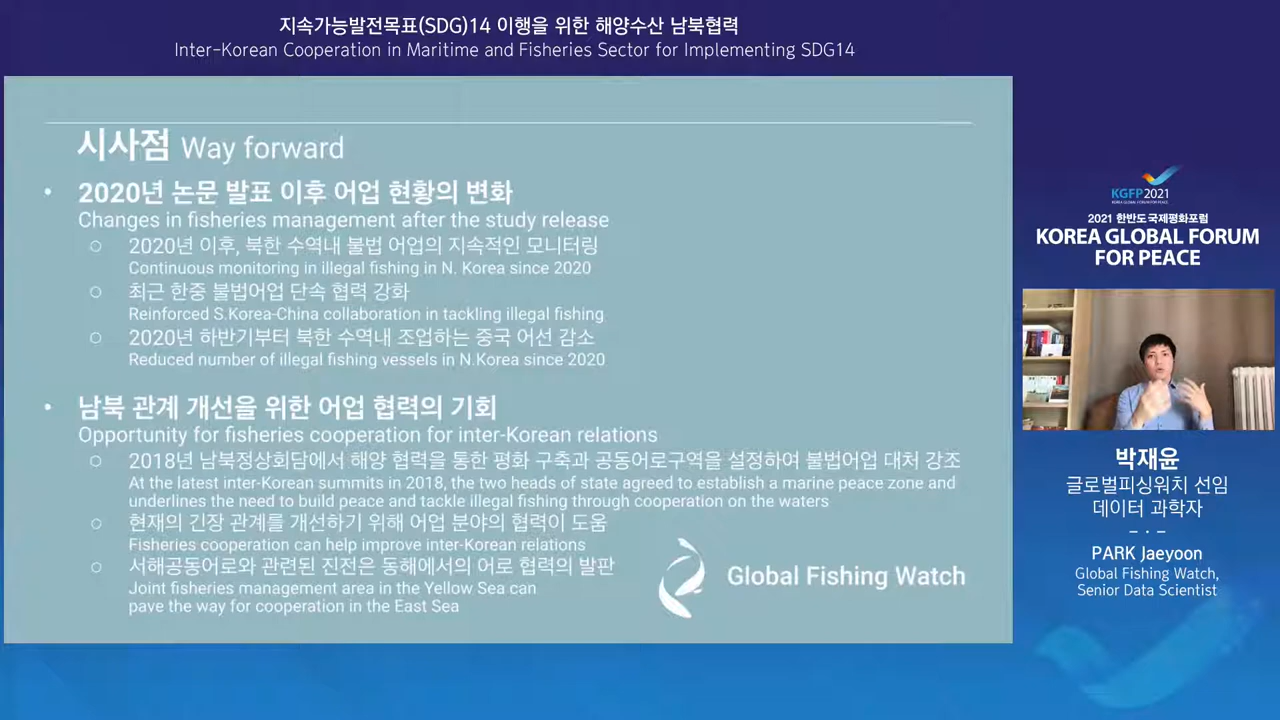 지속가능발전목표(SDG)14 이행을 위한 해양수산 남북협력
Inter-Korean Cooperation in Maritime and Fisheries Sector for Implementing SDG14
시사점 Way forward
• 2020년 논문 발표 이후 어업 현황의 변화
Changes in fisheries management after the study release
○ 2020년 이후, 북한 수역내 불법 어업의 지속적인 모니터링
Continuous monitoring in illegal fishing in N. Korea since 2020
○ 최근 한중 불법어업 단속 협력 강화
Reinforced S.Korea-China collaboration in tackling illegal fishing
○ 2020년 하반기부터 북한 수역내 조업하는 중국 어선 감소
Reduced number of illegal fishing vessels in N.Korea since 2020
• 남북 관계 개선을 위한 어업 협력의 기회
Opportunity for fisheries cooperation for inter-Korean relations
○ 2018년 남북정상회담에서 해양 협력을 통한 평화 구축과 공동어로구역을 설정하여 불법어업 대처 강조
At the latest inter-Korean summits in 2018, the two heads of state agreed to establish a marine peace zone and
underlines the need to build peace and tackle illegal fishing through cooperation on the waters
○ 현재의 긴장 관계를 개선하기 위해 어업 분야의 협력이 도움
Fisheries cooperation can help improve inter-Korean relations
○ 서해공동어로와 관련된 진전은 동해에서의 어로 협력의 발판
Joint fisheries management area in the Yellow Sea can
pave the way for cooperation in the East Sea
Global Fishing Watch
KGFP2021
KOREA GLOBAL FORUM FOR PEACE
2021 한반도국제평화포럼
KOREA GLOBAL FORUM
FOR PEACE
박재윤
글로벌피싱워치 선임
데이터 과학자
PARK Jaeyoon
Global Fishing Watch,
Senior Data Scientist